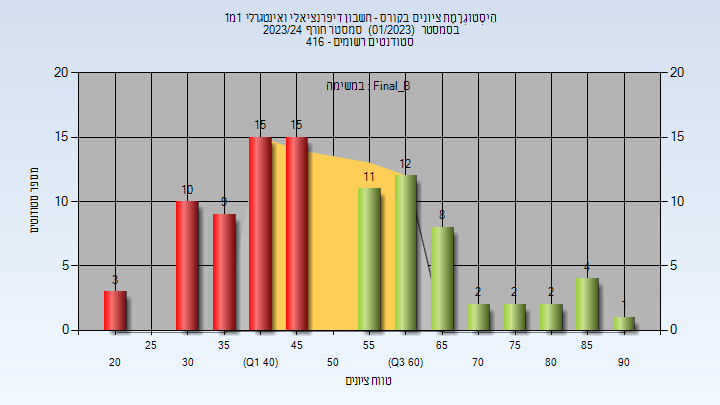 הִיסְטוֹגְרָמַת ציונים בקורס - חשבון דיפרנציאלי ואינטגרלי 1מ1
בסמסטר (01/2023) סמסטר חורף 2023/24
סטודנטים רשומים - 416
במשימה : Final_B
מספר סטודנטים
20 20
15 15
10 10
5 5
0 0
3 10 9 15 15 11 12 8 2 2 2 4 1
25 35 45 55 65 75 85
20 30 (Q1 40) 50 (Q3 60) 70 80 90
טווח ציונים